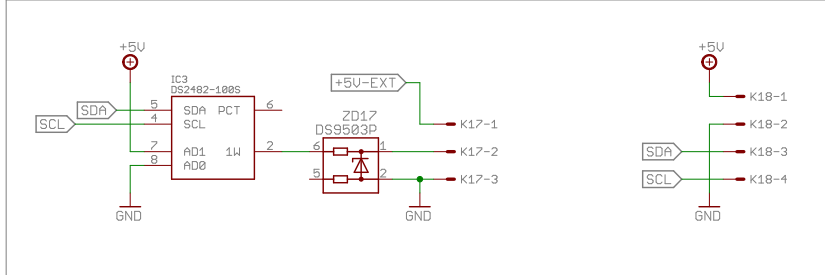 +5V
IC3
DS2482-100S
SDA
SCL
5
4
7
8
SDA PCT
SCL
AD1 1W
AD0
6
2
GND
+5V-EXT
ZD17
DS9503P
6
5
1
2
K17-1
K17-2
K17-3
GND
+5V
SDA
SCL
K18-1
K18-2
K18-3
K18-4
GND